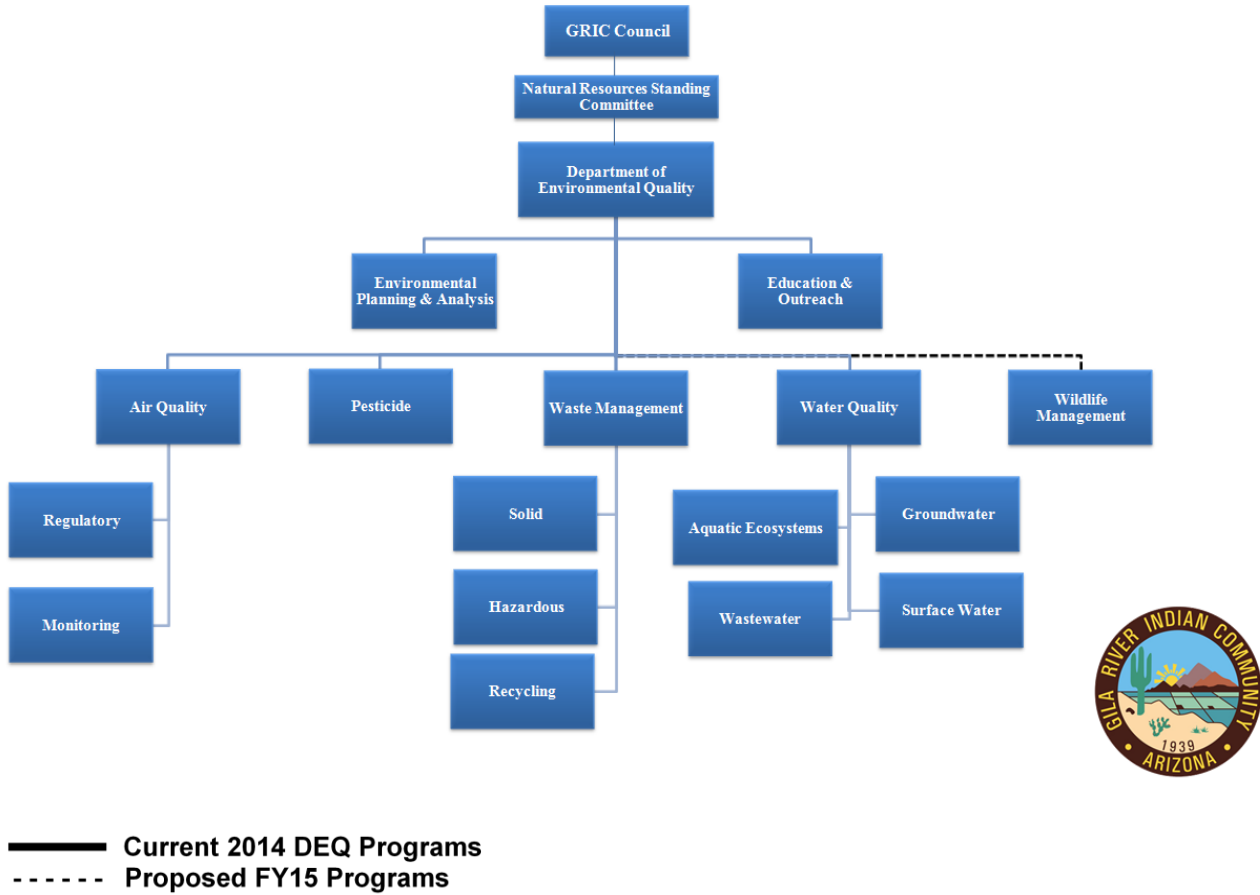 GRIC Council
Natural Resources Standing
Committee
Department of
Environmental Quality
Environmental
Planning & Analysis
Education &
Outreach
Air Quality
Pesticide
Waste Management
Water Quality
Wildlife
Management
Regulatory
Solid
Aquatic Ecosystems
Groundwater
Monitoring
Hazardous
Wastewater
Surface Water
Recycling
GILA RIVER INDIAN COMMUNITY
1939
ARIZONA
Current 2014 DEQ Programs
Proposed FY15 Programs